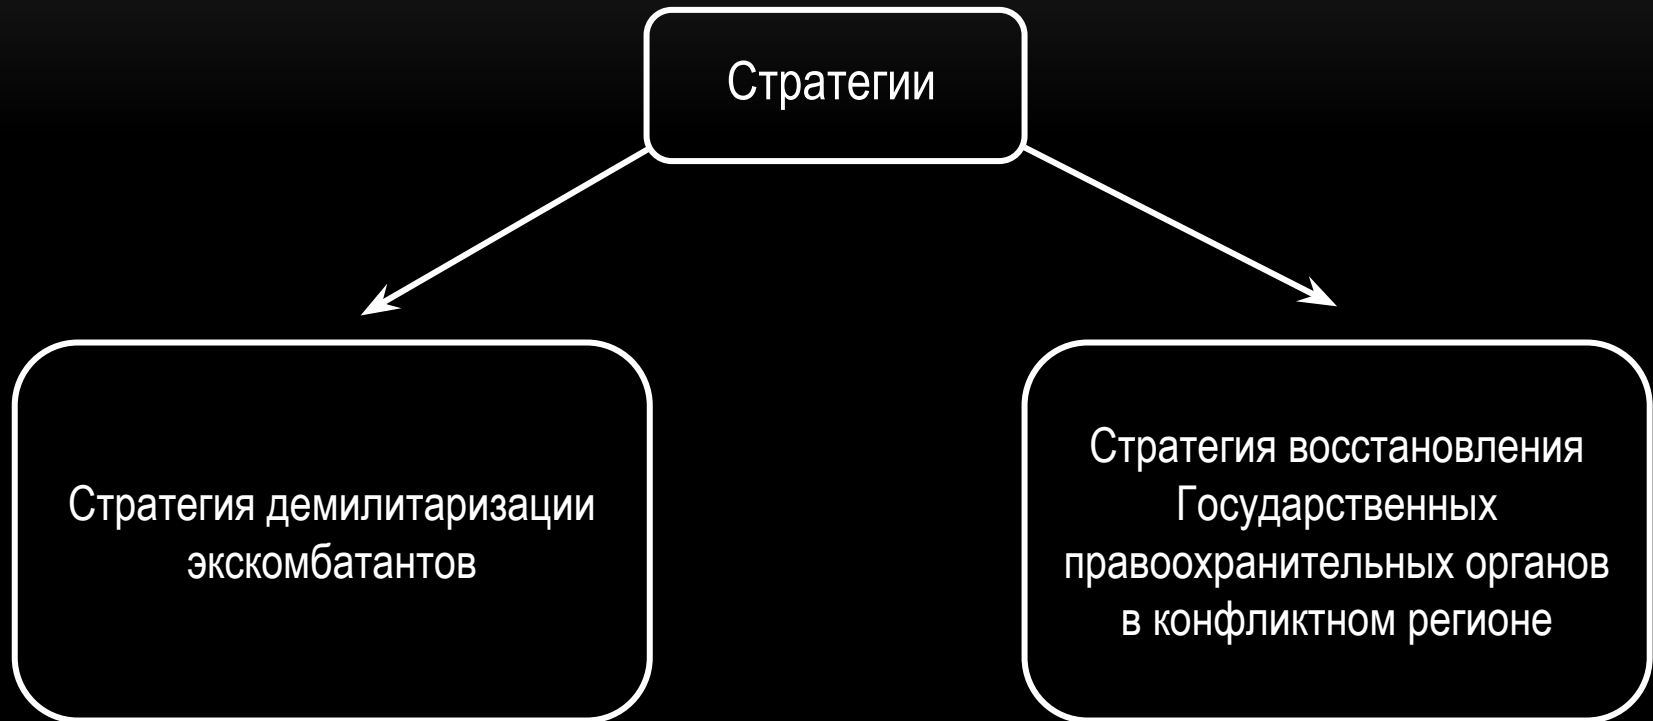 Стратегии
Стратегия демилитаризации
экскомбатантов
Стратегия восстановления
Государственных
правоохранительных органов
в конфликтном регионе